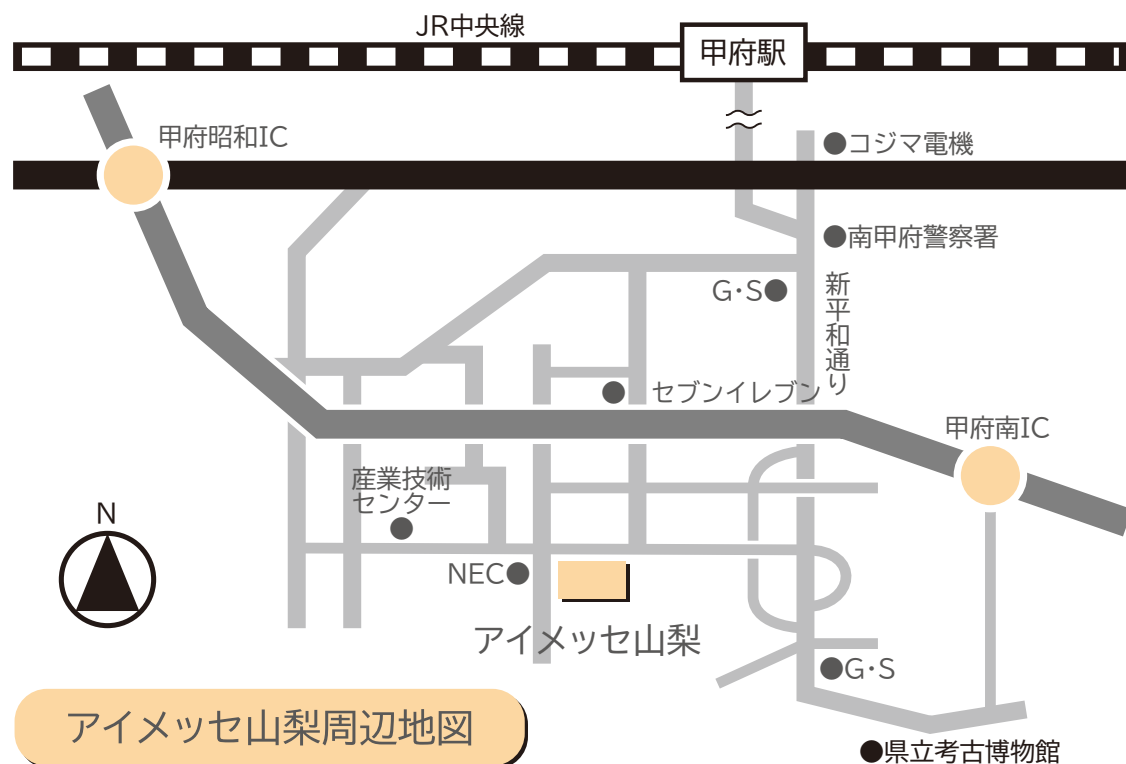 JR中央線
甲府駅
甲府昭和IC
●コジマ電機
●南甲府警察署
G・S●
新平和通り
● セブンイレブン
甲府南IC
産業技術
センター
N
NEC●
アイメッセ山梨
●G・S
アイメッセ山梨周辺地図
●県立考古博物館